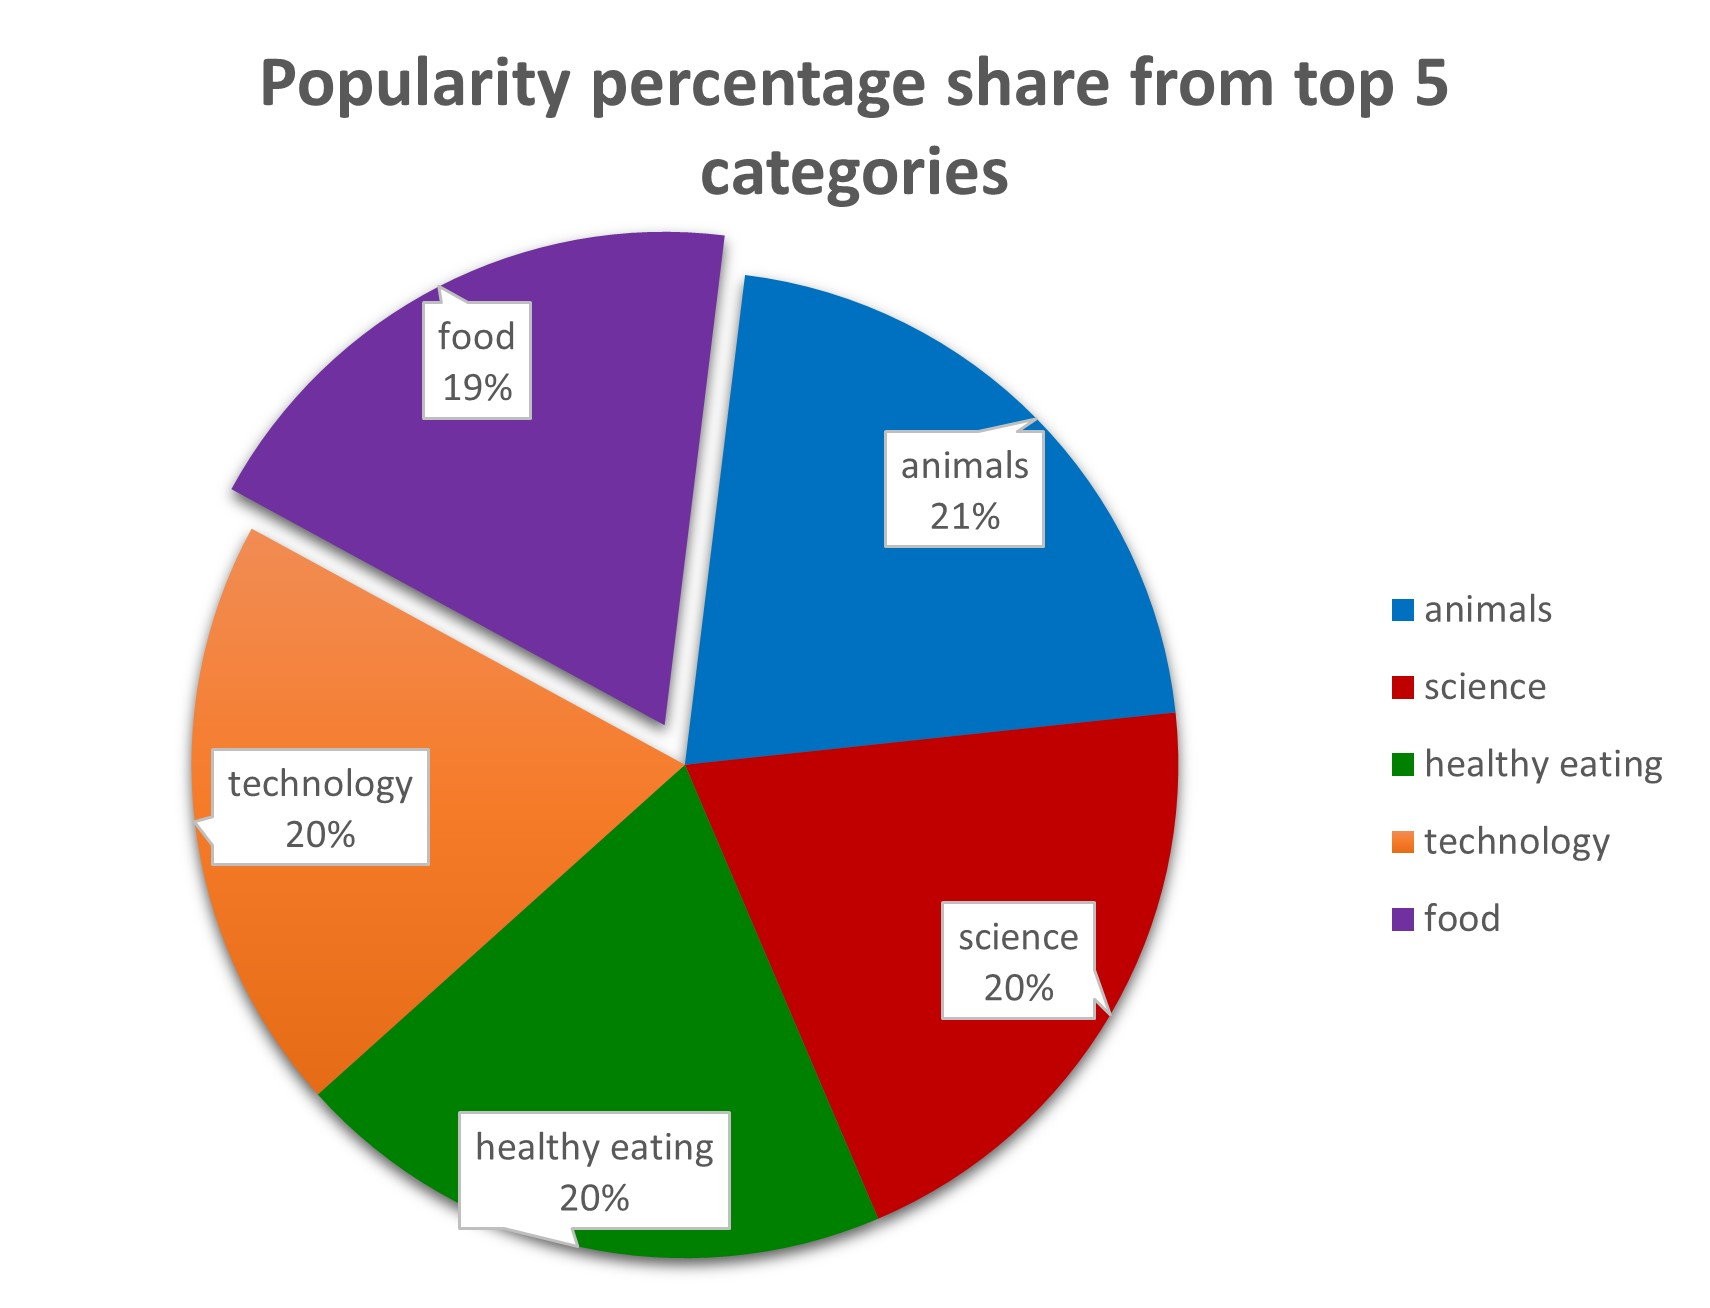 Popularity percentage share from top 5
categories
food
19%
animals
21%
technology
20%
science
20%
healthy eating
20%
animals
science
healthy eating
technology
food